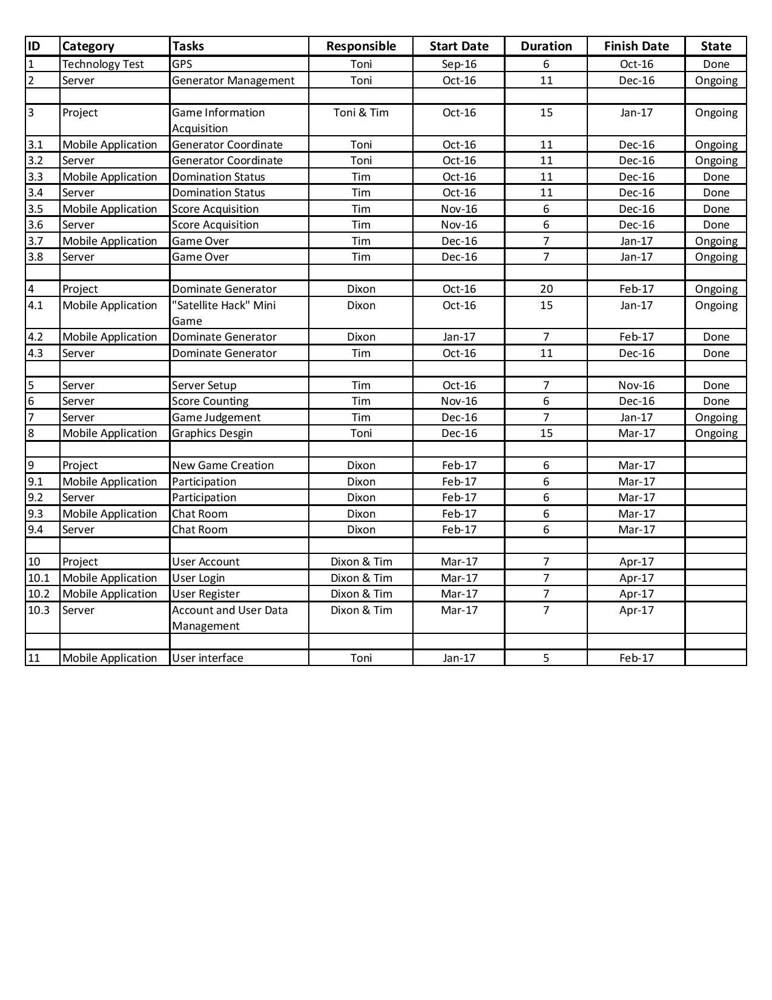 ID Category Tasks Responsible Start Date Duration Finish Date State
1 Technology Test GPS Toni Sep-16 6 Oct-16 Done
2 Server Generator Management Toni Oct-16 11 Dec-16 Ongoing
3 Project Game Information Toni & Tim Oct-16 15 Jan-17 Ongoing
Acquisition
3.1 Mobile Application Generator Coordinate Toni Oct-16 11 Dec-16 Ongoing
3.2 Server Generator Coordinate Toni Oct-16 11 Dec-16 Ongoing
3.3 Mobile Application Domination Status Tim Oct-16 11 Dec-16 Done
3.4 Server Domination Status Tim Oct-16 11 Dec-16 Done
3.5 Mobile Application Score Acquisition Tim Nov-16 6 Dec-16 Done
3.6 Server Score Acquisition Tim Nov-16 6 Dec-16 Done
3.7 Mobile Application Game Over Tim Dec-16 7 Jan-17 Ongoing
3.8 Server Game Over Tim Dec-16 7 Jan-17 Ongoing
4 Project Dominate Generator Dixon Oct-16 20 Feb-17 Ongoing
4.1 Mobile Application "Satellite Hack" Mini Dixon Oct-16 15 Jan-17 Ongoing
Game
4.2 Mobile Application Dominate Generator Dixon Jan-17 7 Feb-17 Done
4.3 Server Dominate Generator Tim Oct-16 11 Dec-16 Done
5 Server Server Setup Tim Oct-16 7 Nov-16 Done
6 Server Score Counting Tim Nov-16 6 Dec-16 Done
7 Server Game Judgement Tim Dec-16 7 Jan-17 Ongoing
8 Mobile Application Graphics Desgin Toni Dec-16 15 Mar-17 Ongoing
9 Project New Game Creation Dixon Feb-17 6 Mar-17
9.1 Mobile Application Participation Dixon Feb-17 6 Mar-17
9.2 Server Participation Dixon Feb-17 6 Mar-17
9.3 Mobile Application Chat Room Dixon Feb-17 6 Mar-17
9.4 Server Chat Room Dixon Feb-17 6 Mar-17
10 Project User Account Dixon & Tim Mar-17 7 Apr-17
10.1 Mobile Application User Login Dixon & Tim Mar-17 7 Apr-17
10.2 Mobile Application User Register Dixon & Tim Mar-17 7 Apr-17
10.3 Server Account and User Data Dixon & Tim Mar-17 7 Apr-17
Management
11 Mobile Application User interface Toni Jan-17 5 Feb-17